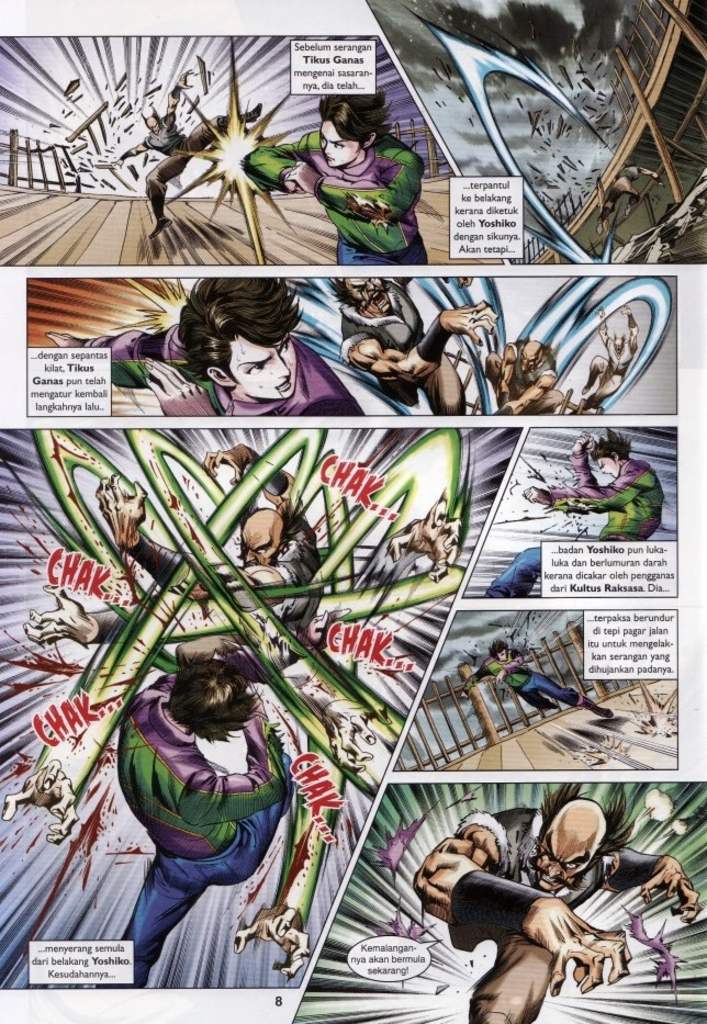 Sebelum serangan
Tikus Ganas
mengenai sasaran-
nya, dia telah...
...terpantul
ke belakang
kerana diketuk
oleh Yoshiko
dengan sikunya.
Akan tetapi...
...dengan sepantas
kilat, Tikus
Ganas pun telah
mengatur kembali
langkahnya lalu..
CHAK...
CHAK...
CHAK...
CHAK...
CHAK...
...menyerang semula
dari belakang Yoshiko.
Kesudahannya...
...badan Yoshiko pun luka-
luka dan berlumuran darah
kerana dicakar oleh pengganas
dari Kultus Raksasa. Dia...
...terpaksa berundur
di tepi pagar jalan
itu untuk mengelak-
kan serangan yang
dihujankan padanya.
Kemalangan-
nya akan bermula
sekarang!
8